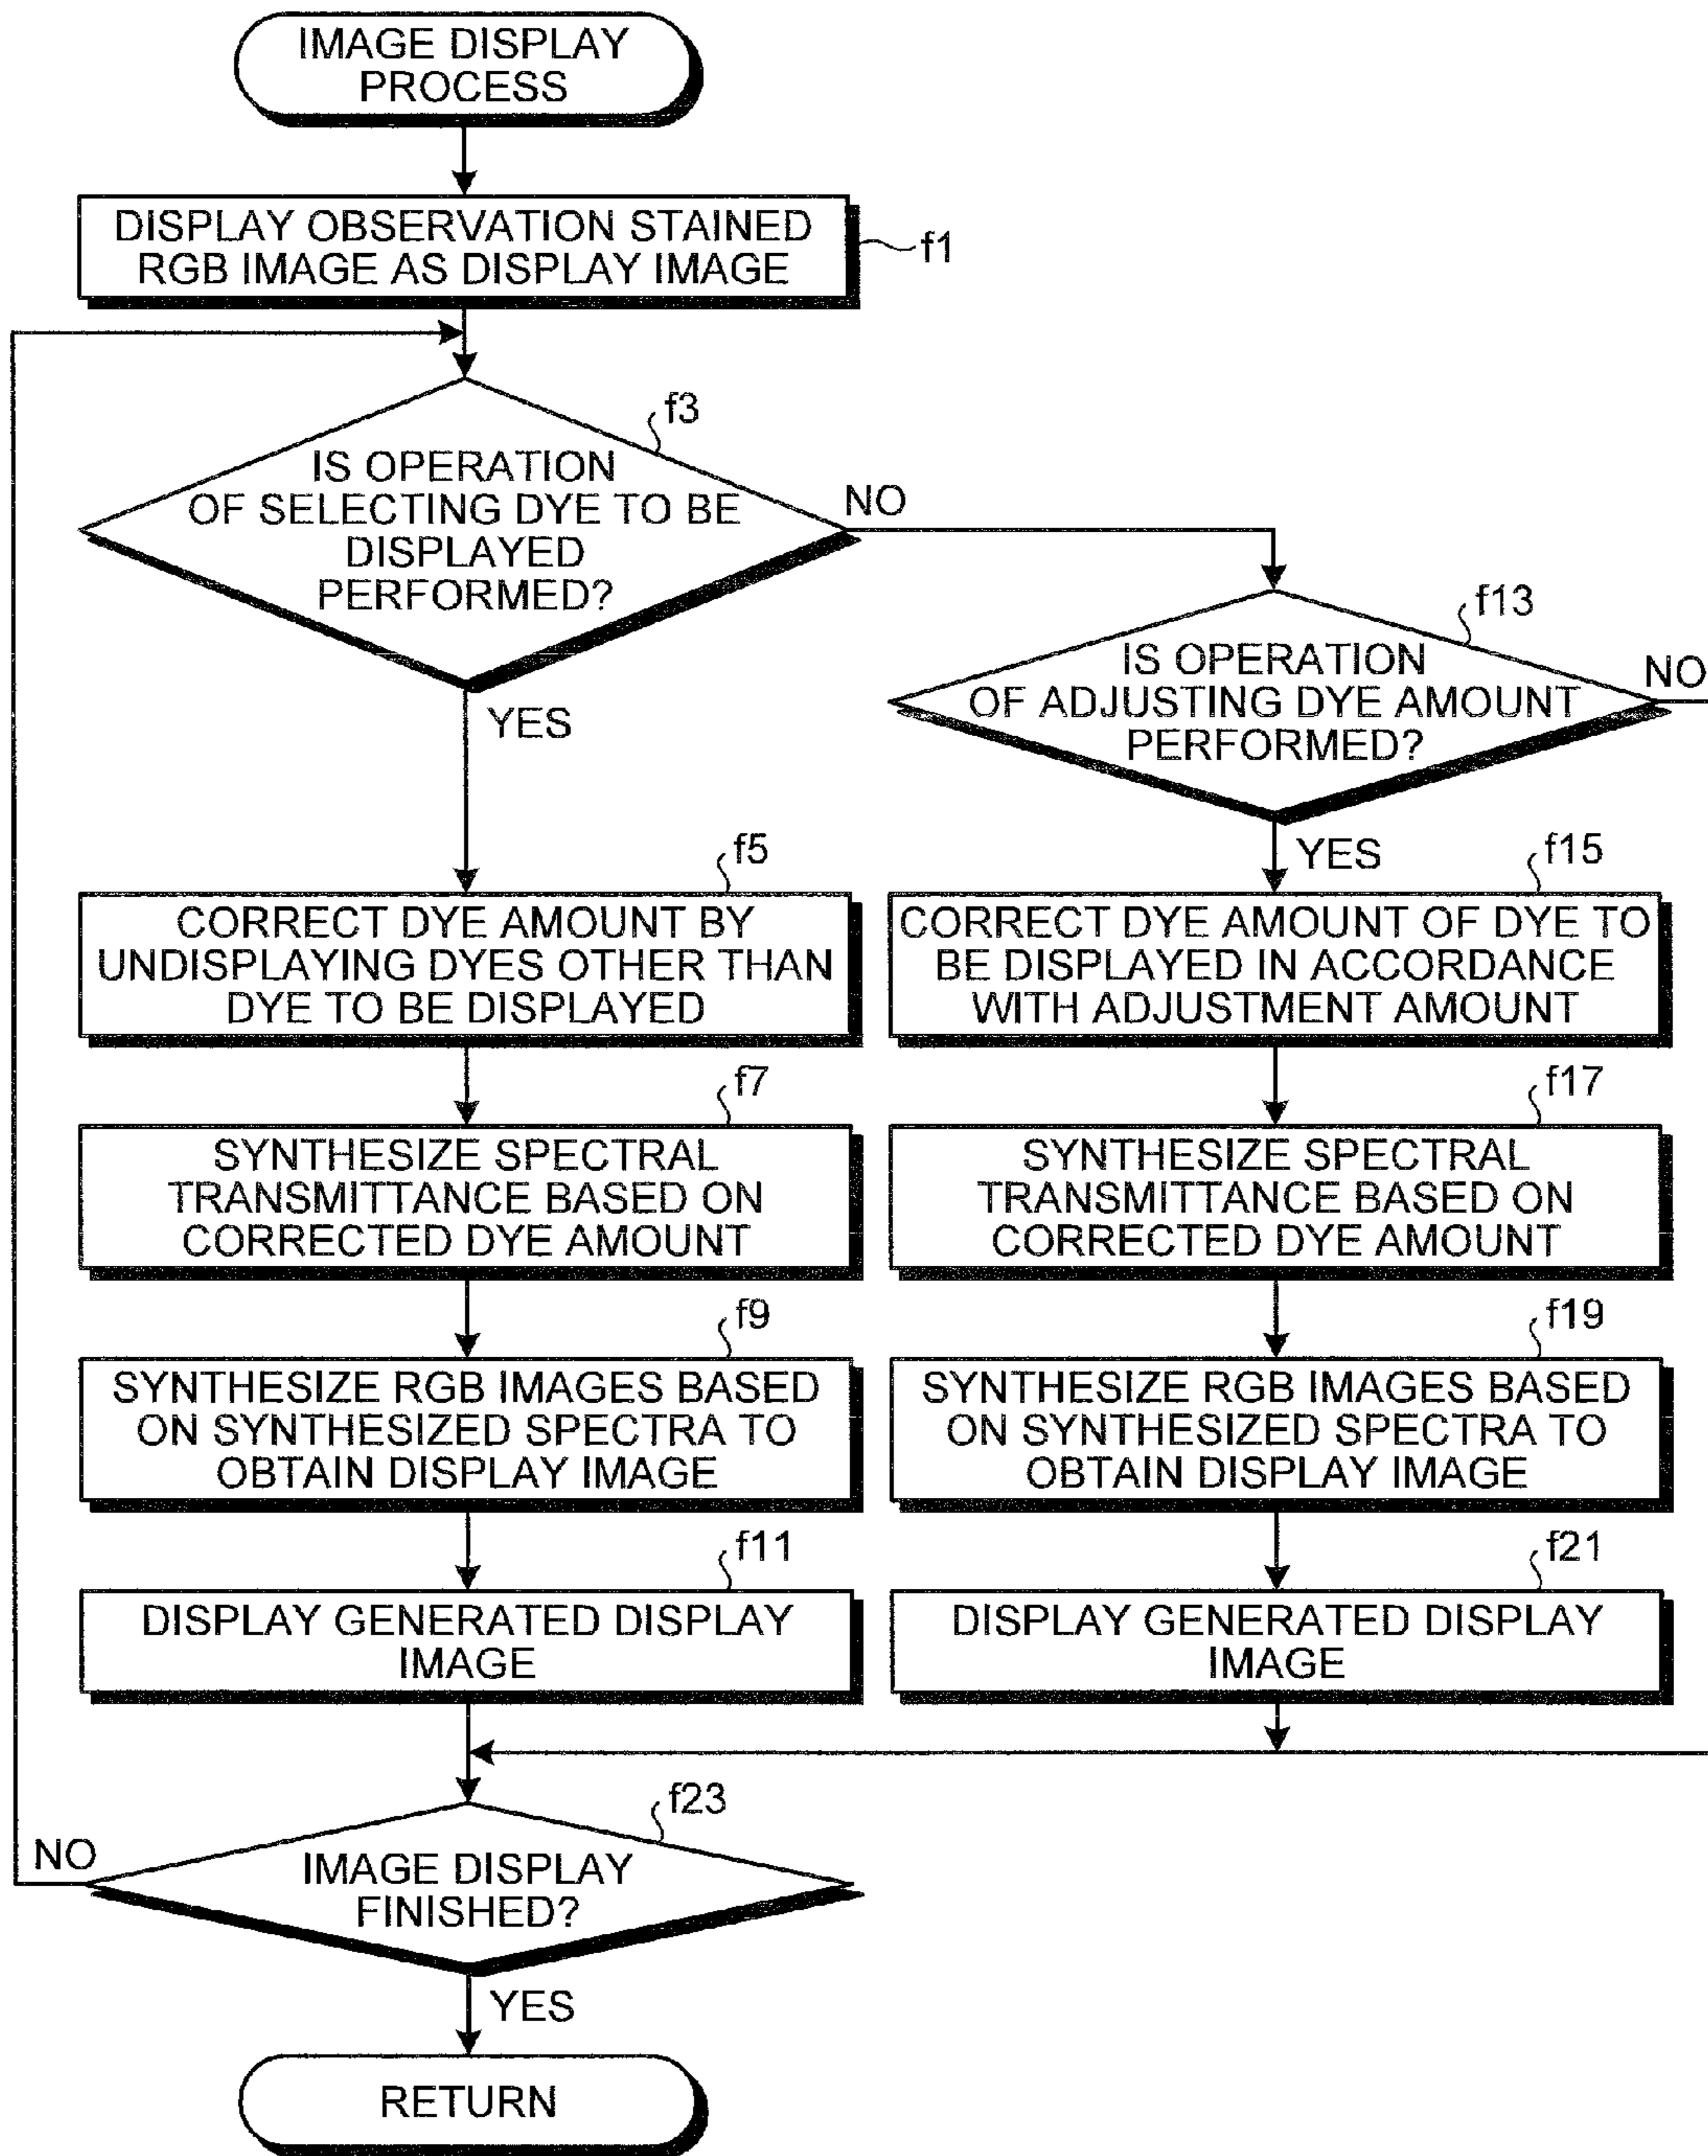 IMAGE DISPLAY
PROCESS
DISPLAY OBSERVATION STAINED
RGB IMAGE AS DISPLAY IMAGE
f1
f3
IS OPERATION
OF SELECTING DYE TO BE
DISPLAYED
PERFORMED?
NO
YES
f13
IS OPERATION
OF ADJUSTING DYE AMOUNT
PERFORMED?
NO
YES
f5
CORRECT DYE AMOUNT BY
UNDISPLAYING DYES OTHER THAN
DYE TO BE DISPLAYED
f15
CORRECT DYE AMOUNT OF DYE TO
BE DISPLAYED IN ACCORDANCE
WITH ADJUSTMENT AMOUNT
f7
SYNTHESIZE SPECTRAL
TRANSMITTANCE BASED ON
CORRECTED DYE AMOUNT
f17
SYNTHESIZE SPECTRAL
TRANSMITTANCE BASED ON
CORRECTED DYE AMOUNT
f9
SYNTHESIZE RGB IMAGES BASED
ON SYNTHESIZED SPECTRA TO
OBTAIN DISPLAY IMAGE
f19
SYNTHESIZE RGB IMAGES BASED
ON SYNTHESIZED SPECTRA TO
OBTAIN DISPLAY IMAGE
f11
DISPLAY GENERATED DISPLAY
IMAGE
f21
DISPLAY GENERATED DISPLAY
IMAGE
f23
IMAGE DISPLAY
FINISHED?
NO
YES
RETURN